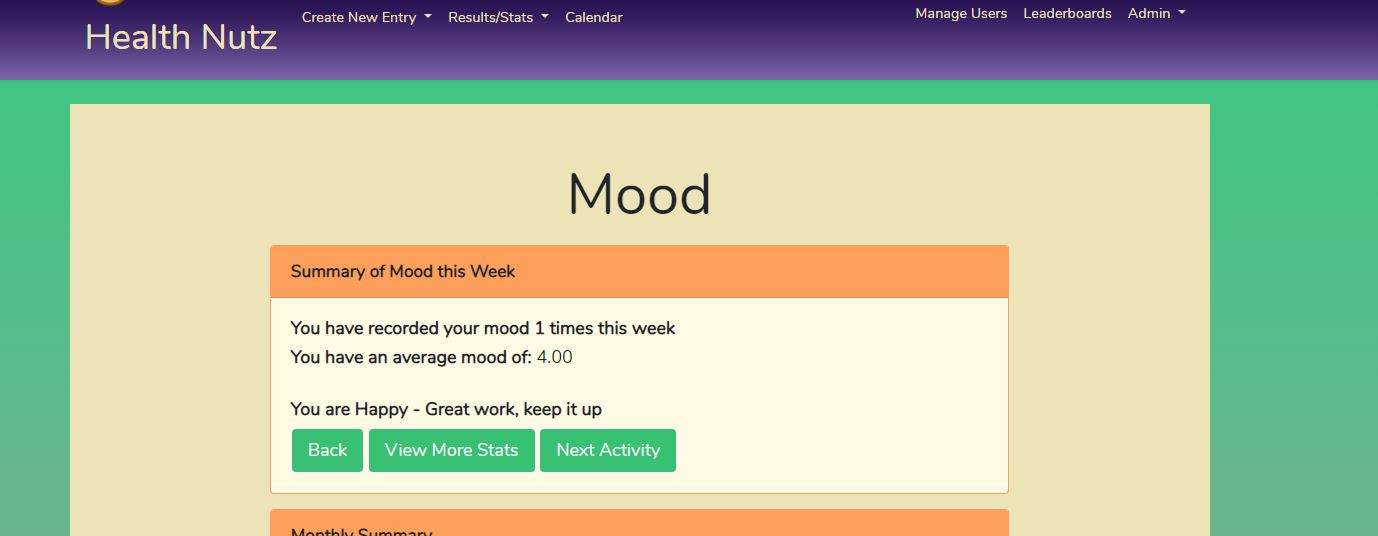 Health Nutz
Create New Entry
Results/Stats
Calendar
Manage Users
Leaderboards
Admin
Mood
Summary of Mood this Week
You have recorded your mood 1 times this week
You have an average mood of: 4.00
You are Happy - Great work, keep it up
Back
View More Stats
Next Activity
Monthly Summary